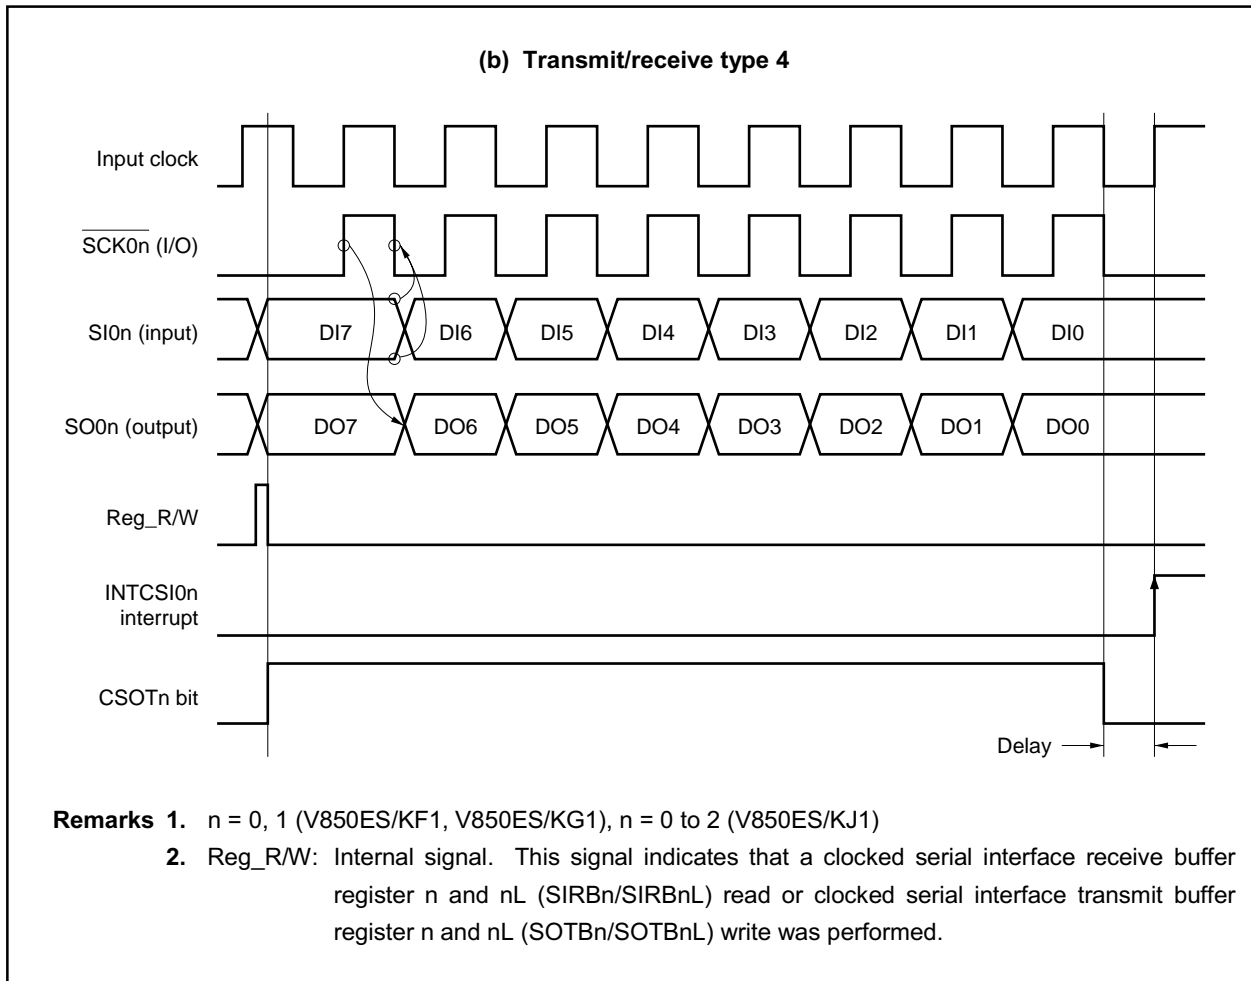 (b) Transmit/receive type 4
Input clock
SCK0n (I/O)
SI0n (input)
DI7 DI6 DI5 DI4 DI3 DI2 DI1 DI0
SO0n (output)
DO7 DO6 DO5 DO4 DO3 DO2 DO1 DO0
Reg_R/W
INTCSI0n
interrupt
CSOTn bit
Delay
Remarks 1. n = 0, 1 (V850ES/KF1, V850ES/KG1), n = 0 to 2 (V850ES/KJ1)
2. Reg_R/W: Internal signal. This signal indicates that a clocked serial interface receive buffer
register n and nL (SIRBn/SIRBnL) read or clocked serial interface transmit buffer
register n and nL (SOTBn/SOTBnL) write was performed.